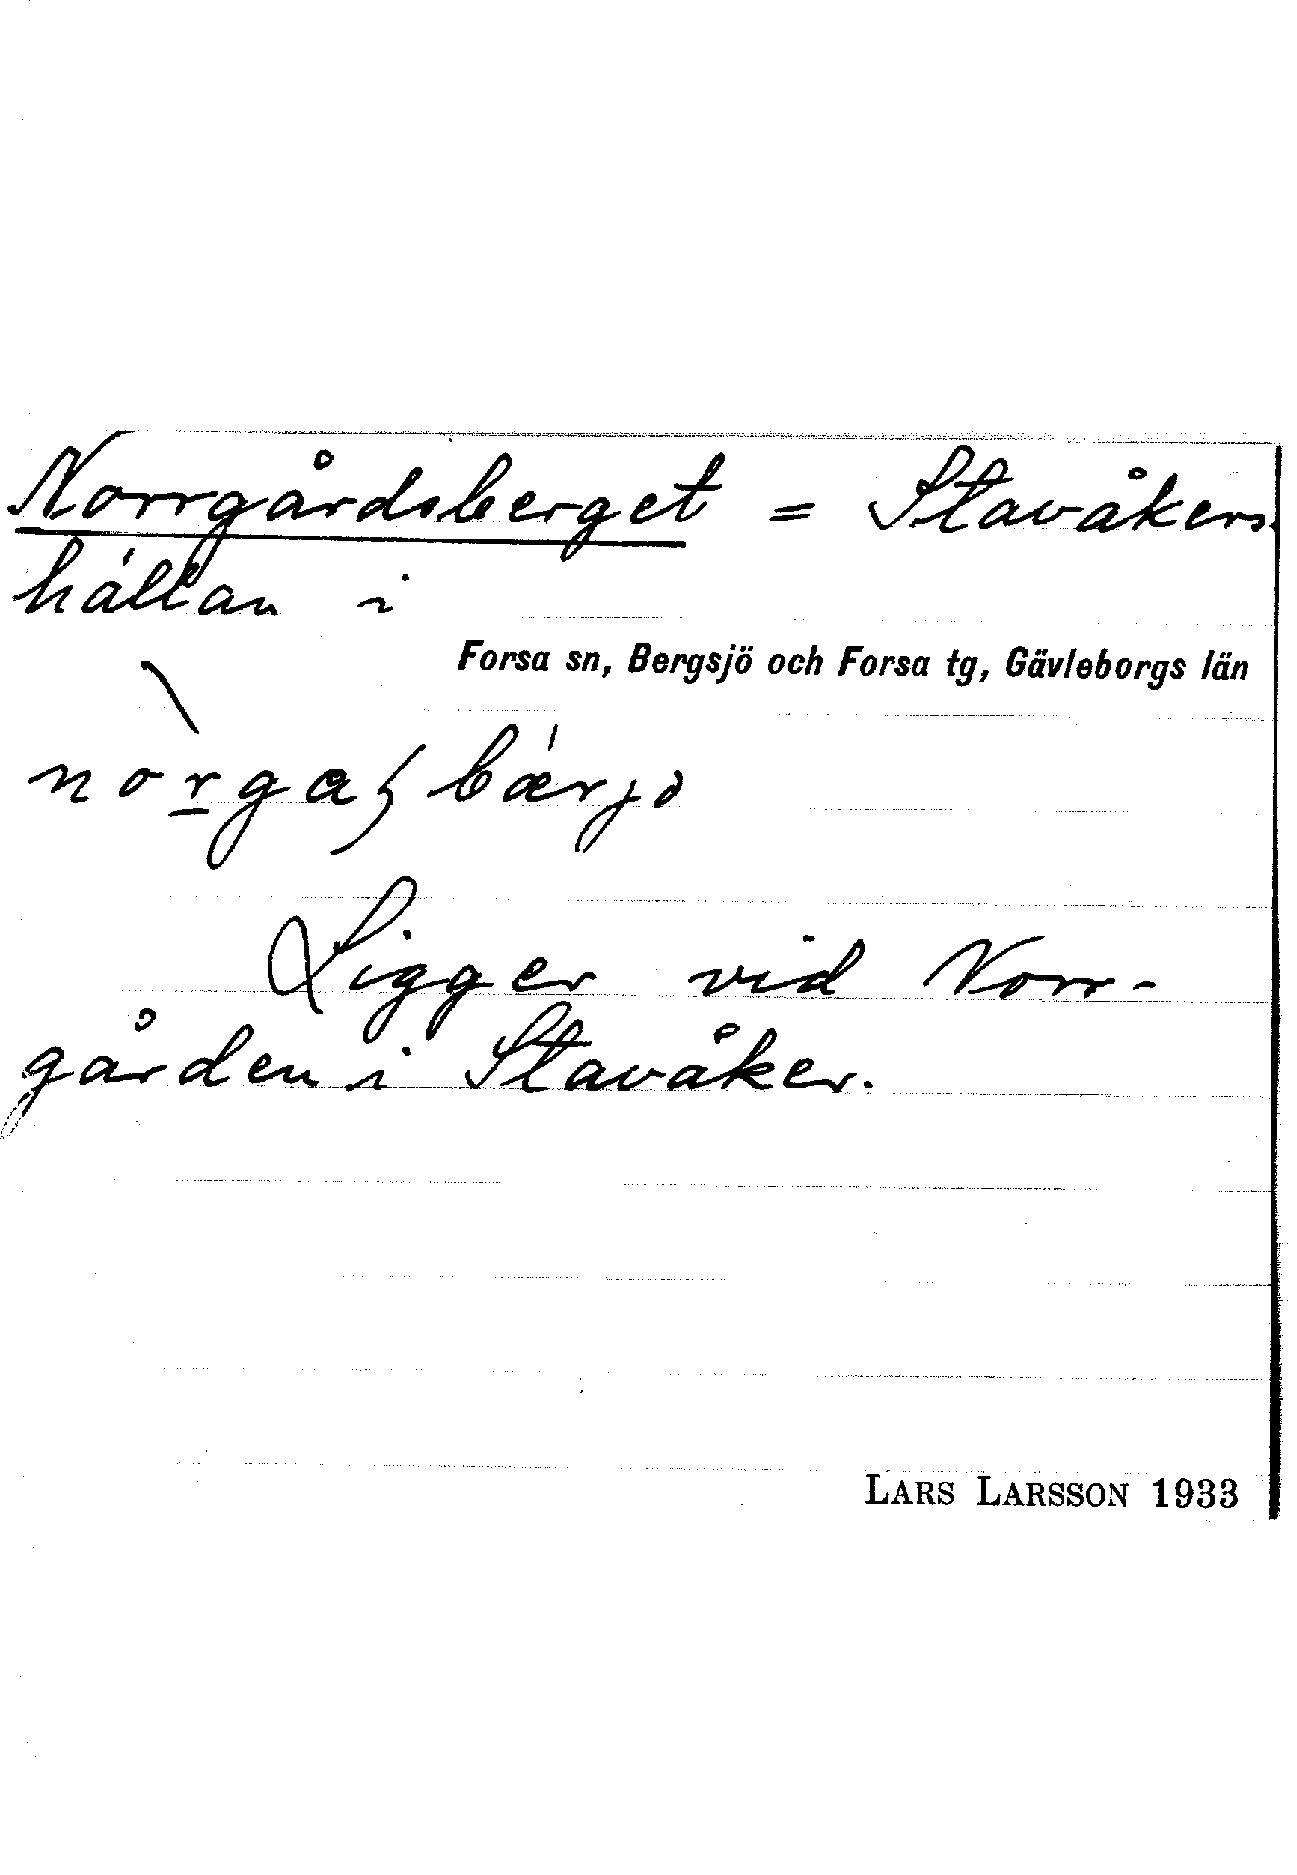 Norrgårdsberget = Stavåkers-
hällan i
Forsa sn, Bergsjö och Forsa tg, Gävleborgs län
Ligger vid Norr-
gården i Stavåker.
LARS LARSSON 1933